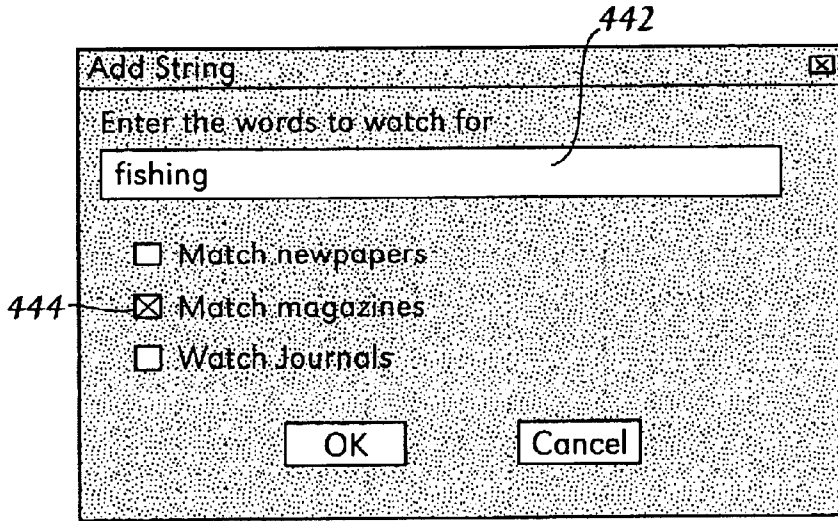 442
Add String
Enter the words to watch for
fishing
Match newpapers
444 Match magazines
Watch Journals
OK Cancel